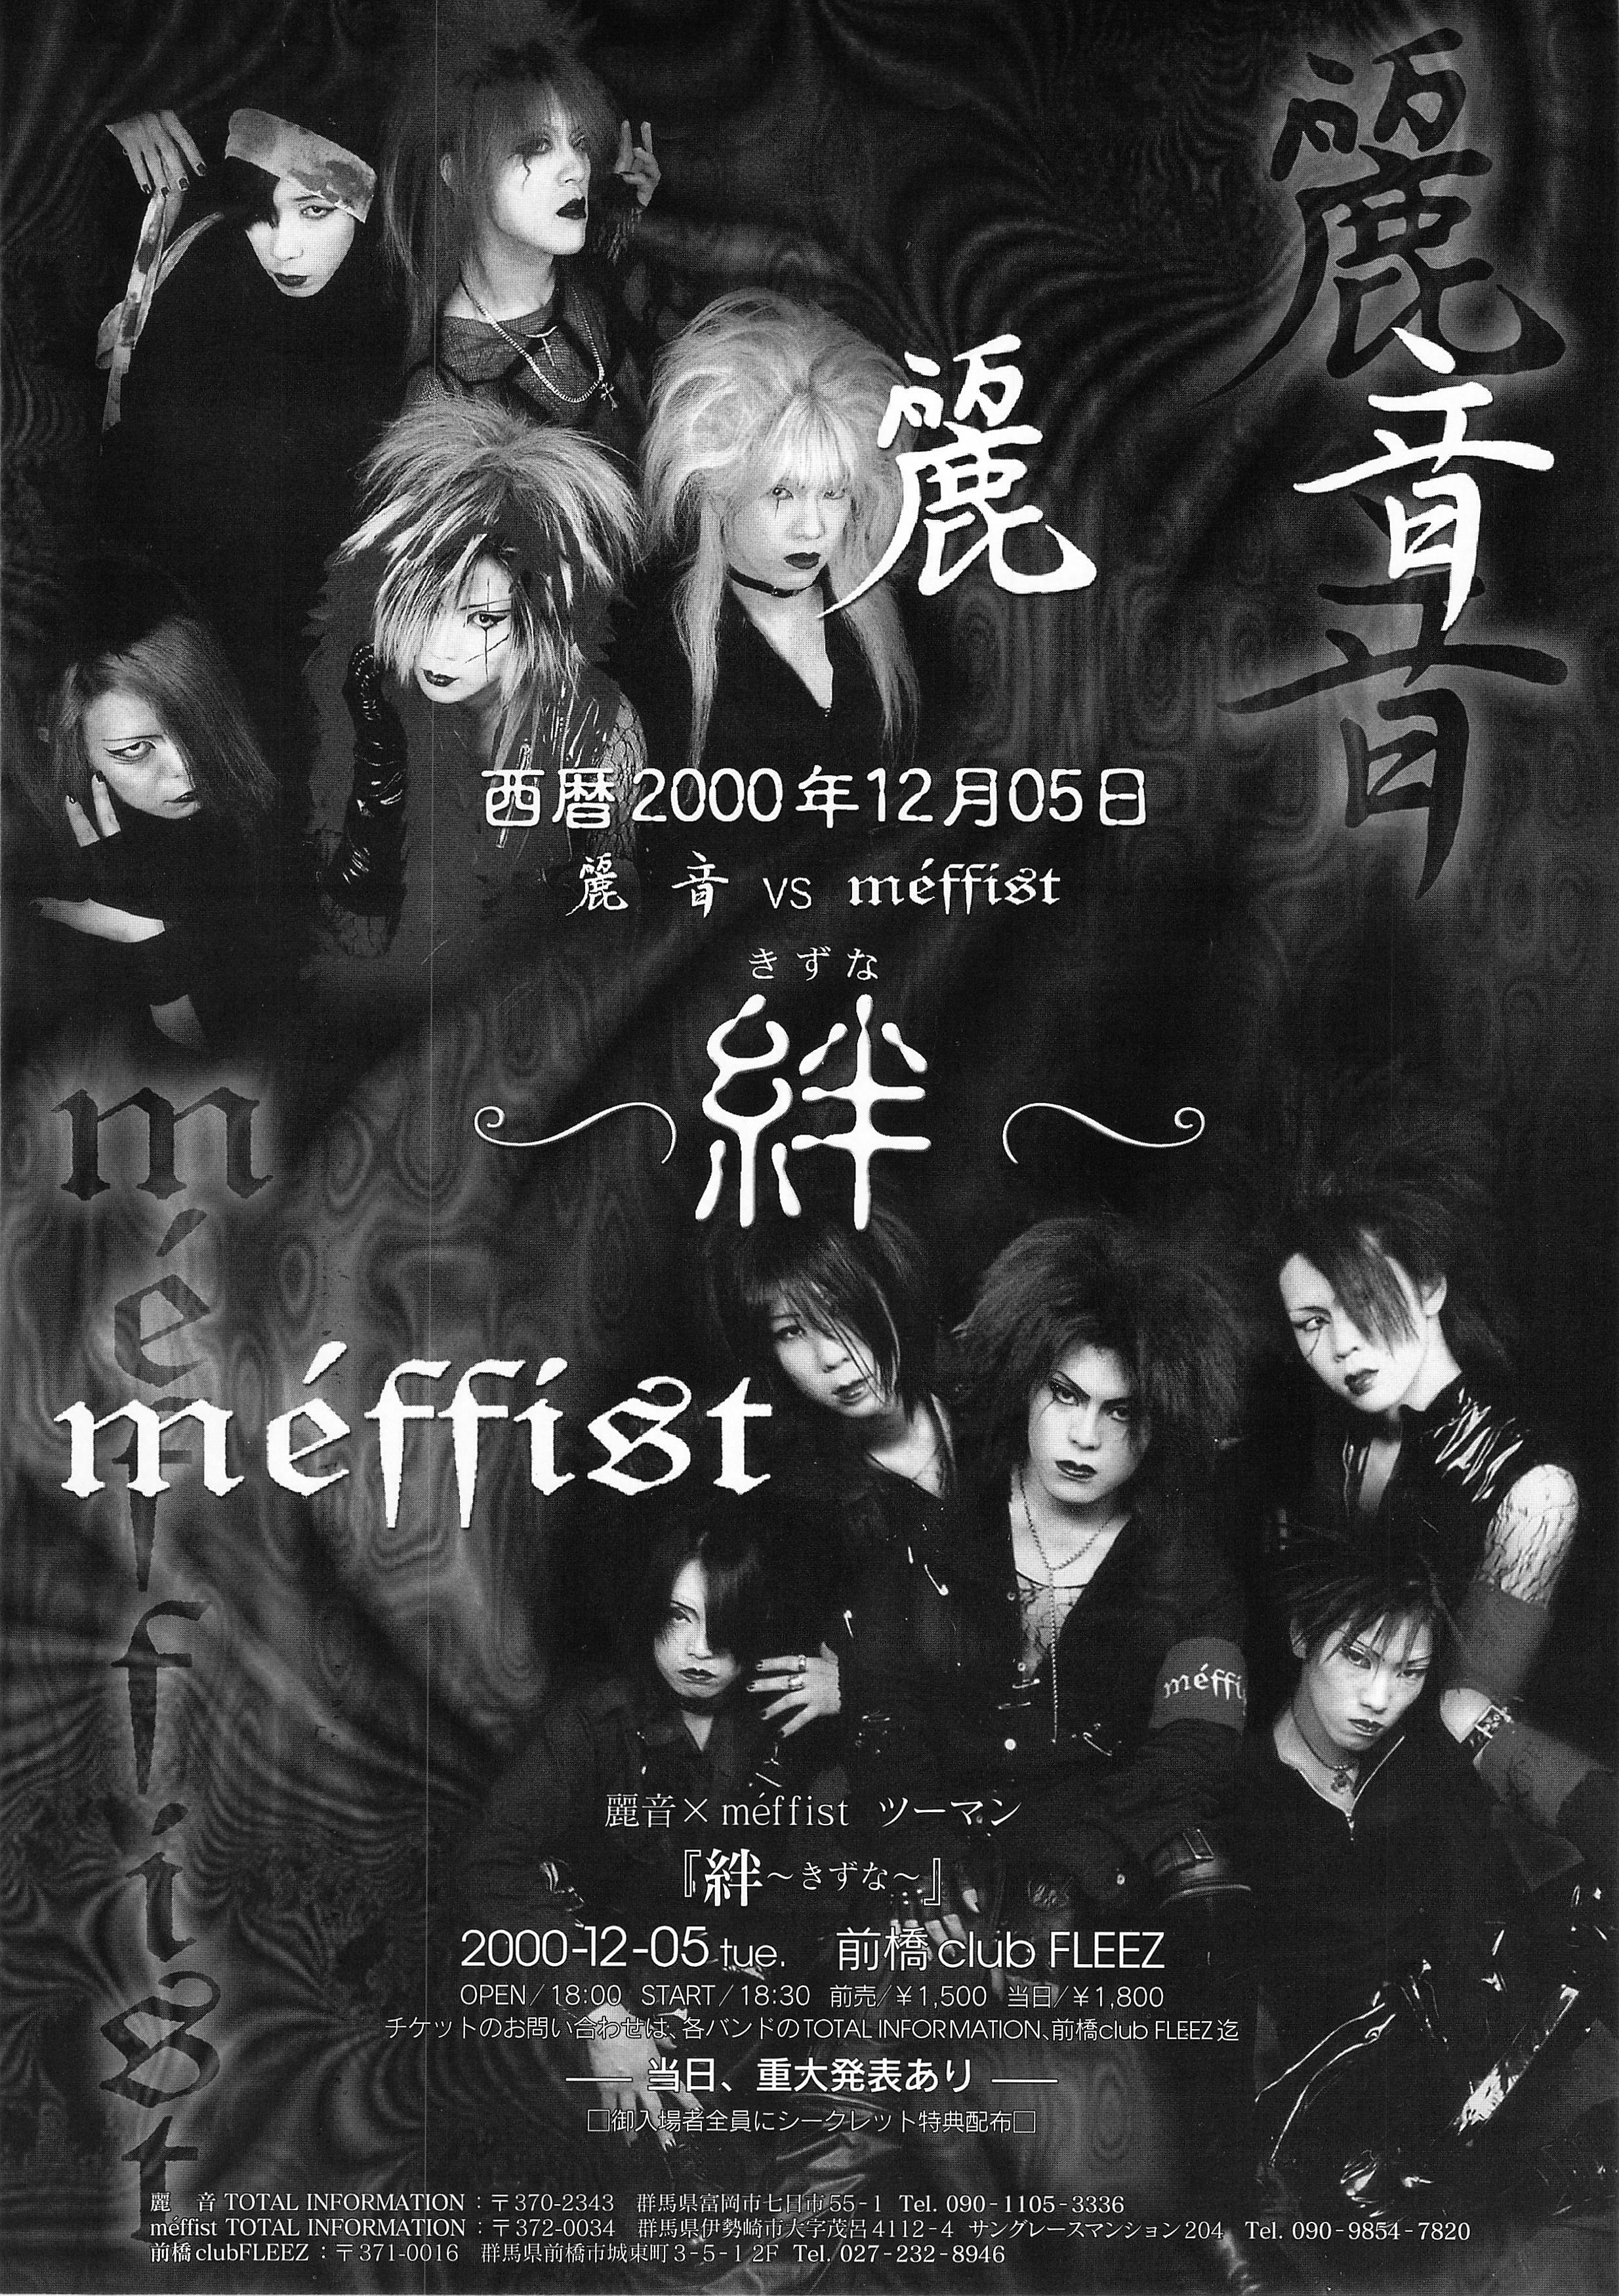 麗音
麗音
西暦2000年12月05日
麗 音 VS méffist
きずな
絆
méffist
méffist
méffi
麗音×méffist ツーマン
『絆〜きずな〜』
2000-12-05 tue. 前橋club FLEEZ
OPEN/18:00 START/18:30 前売/¥1,500 当日/¥1,800
チケットのお問い合わせは、各バンドのTOTAL INFORMATION、前橋club FLEEZ迄
── 当日、重大発表あり ──
□御入場者全員にシークレット特典配布□
麗 音 TOTAL INFORMATION：〒370-2343 群馬県富岡市七日市55-1 Tel. 090-1105-3336
méffist TOTAL INFORMATION：〒372-0034 群馬県伊勢崎市大字茂呂4112-4 サングレースマンション204 Tel. 090-9854-7820
前橋clubFLEEZ：〒371-0016 群馬県前橋市城東町3-5-1 2F Tel. 027-232-8946